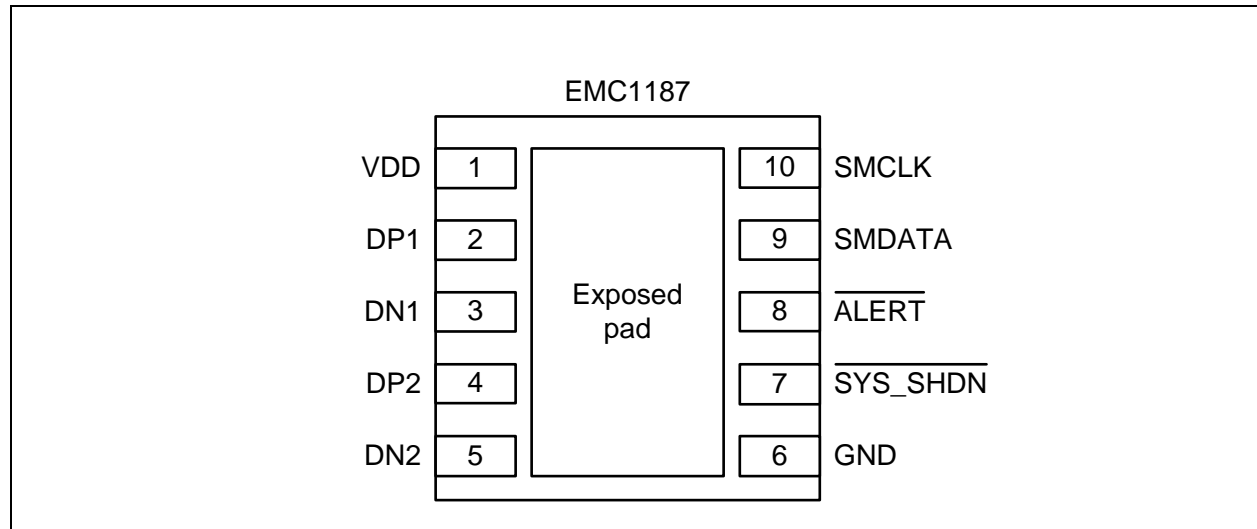 EMC1187
VDD 1 10 SMCLK
DP1 2 9 SMDATA
DN1 3 Exposed 8 ALERT
pad
DP2 4 7 SYS_SHDN
DN2 5 6 GND